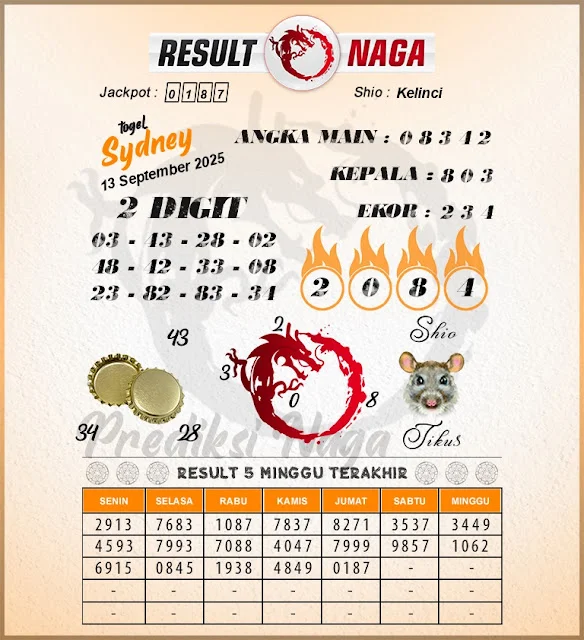 RESULT NAGA
Jackpot : 0187
Shio : Kelinci
togel
Sydney
13 September 2025
ANGKA MAIN : 0 8 3 4 2
KEPALA : 8 0 3
EKOR : 2 3 4
2 DIGIT
03 - 43 - 28 - 02
48 - 42 - 33 - 08
23 - 82 - 83 - 34
2 0 8 4
43
2
3
0
8
34
28
Shio
Tikus
Prediksi Naga
RESULT 5 MINGGU TERAKHIR
SENIN SELASA RABU KAMIS JUMAT SABTU MINGGU
2913 7683 1087 7837 8271 3537 3449
4593 7993 7088 4047 7999 9857 1062
6915 0845 1938 4849 0187 - -
- - - - - - -
- - - - - - -